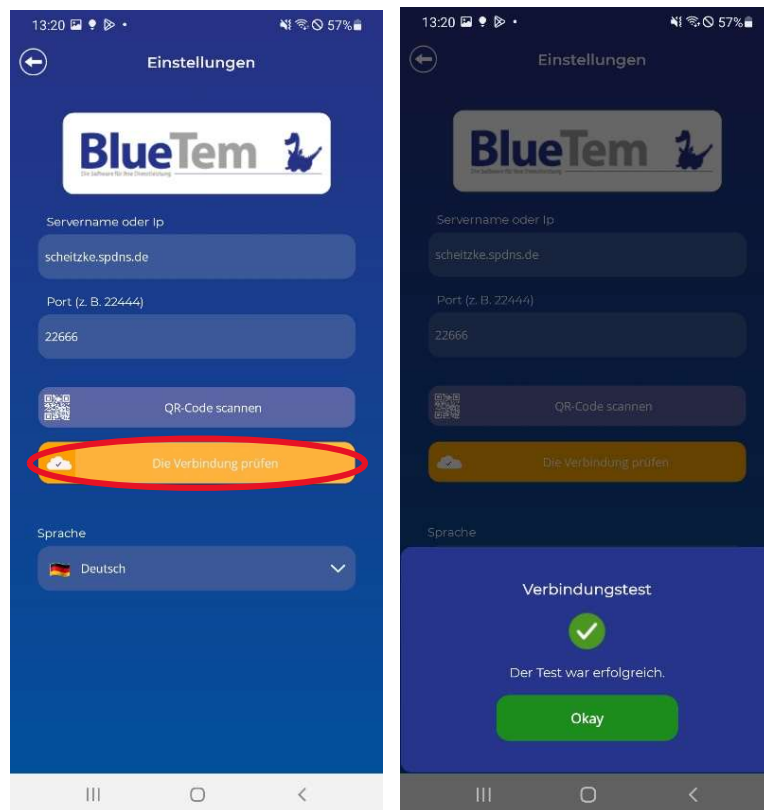 13:20
57%
Einstellungen
BlueTem
Servername oder Ip
scheitzke.spdns.de
Port (z. B. 22444)
22666
QR-Code scannen
Die Verbindung prüfen
Sprache
Deutsch
13:20
57%
Einstellungen
BlueTem
Servername oder Ip
scheitzke.spdns.de
Port (z. B. 22444)
22666
QR-Code scannen
Die Verbindung prüfen
Sprache
Verbindungstest
Der Test war erfolgreich.
Okay